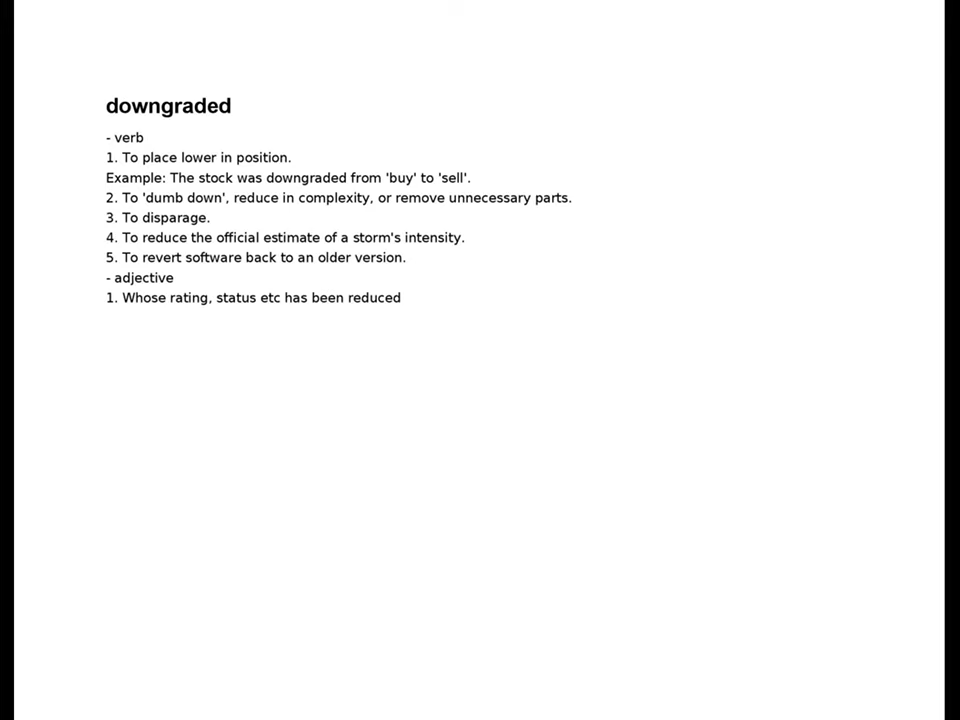 downgraded
- verb
1. To place lower in position.
Example: The stock was downgraded from 'buy' to 'sell'.
2. To 'dumb down', reduce in complexity, or remove unnecessary parts.
3. To disparage.
4. To reduce the official estimate of a storm's intensity.
5. To revert software back to an older version.
- adjective
1. Whose rating, status etc has been reduced